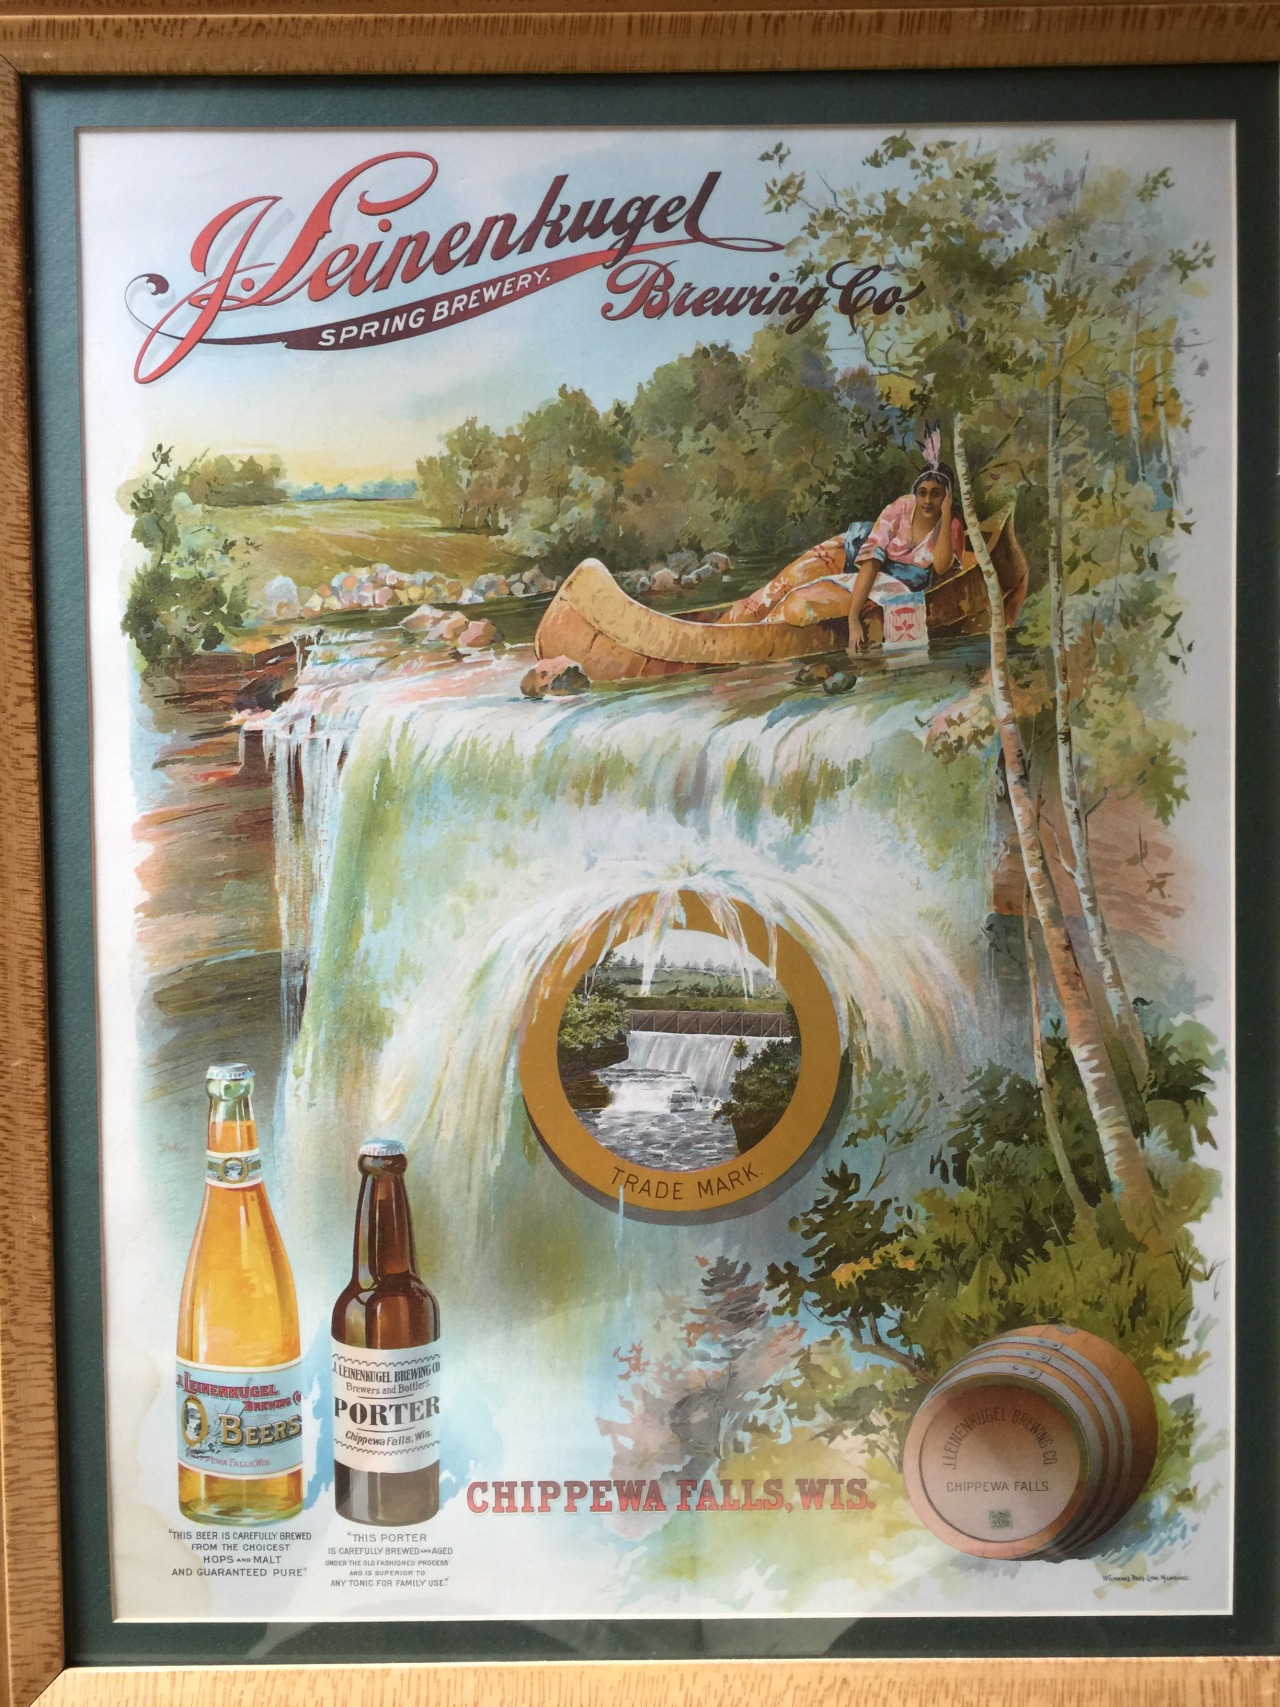 J. Leinenkugel
SPRING BREWERY.
Brewing Co.
TRADE MARK.
J. LEINENKUGEL
BREWING Co
BEERS
CHIPPEWA FALLS, WIS.
J. LEINENKUGEL BREWING CO
Brewers and Bottlers
PORTER
Chippewa Falls, Wis.
J. LEINENKUGEL BREWING CO
CHIPPEWA FALLS
CHIPPEWA FALLS, WIS.
"THIS BEER IS CAREFULLY BREWED
FROM THE CHOICEST
HOPS AND MALT
AND GUARANTEED PURE"
"THIS PORTER
IS CAREFULLY BREWED AND AGED
UNDER THE OLD FASHIONED PROCESS
AND IS SUPERIOR TO
ANY TONIC FOR FAMILY USE."